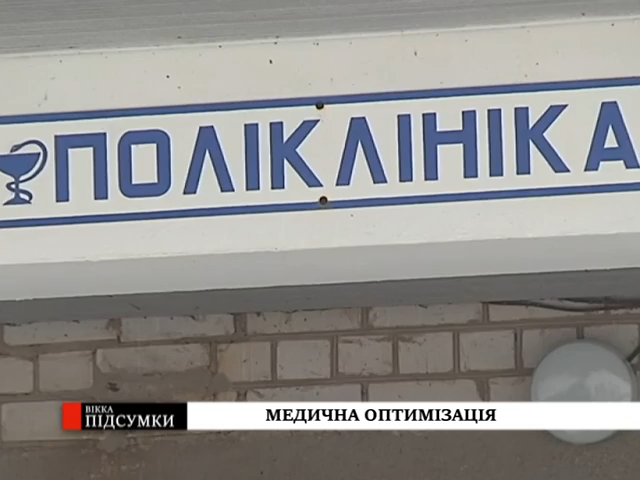 ПОЛІКЛІНІКА
ВІККА
ПІДСУМКИ
МЕДИЧНА ОПТИМІЗАЦІЯ